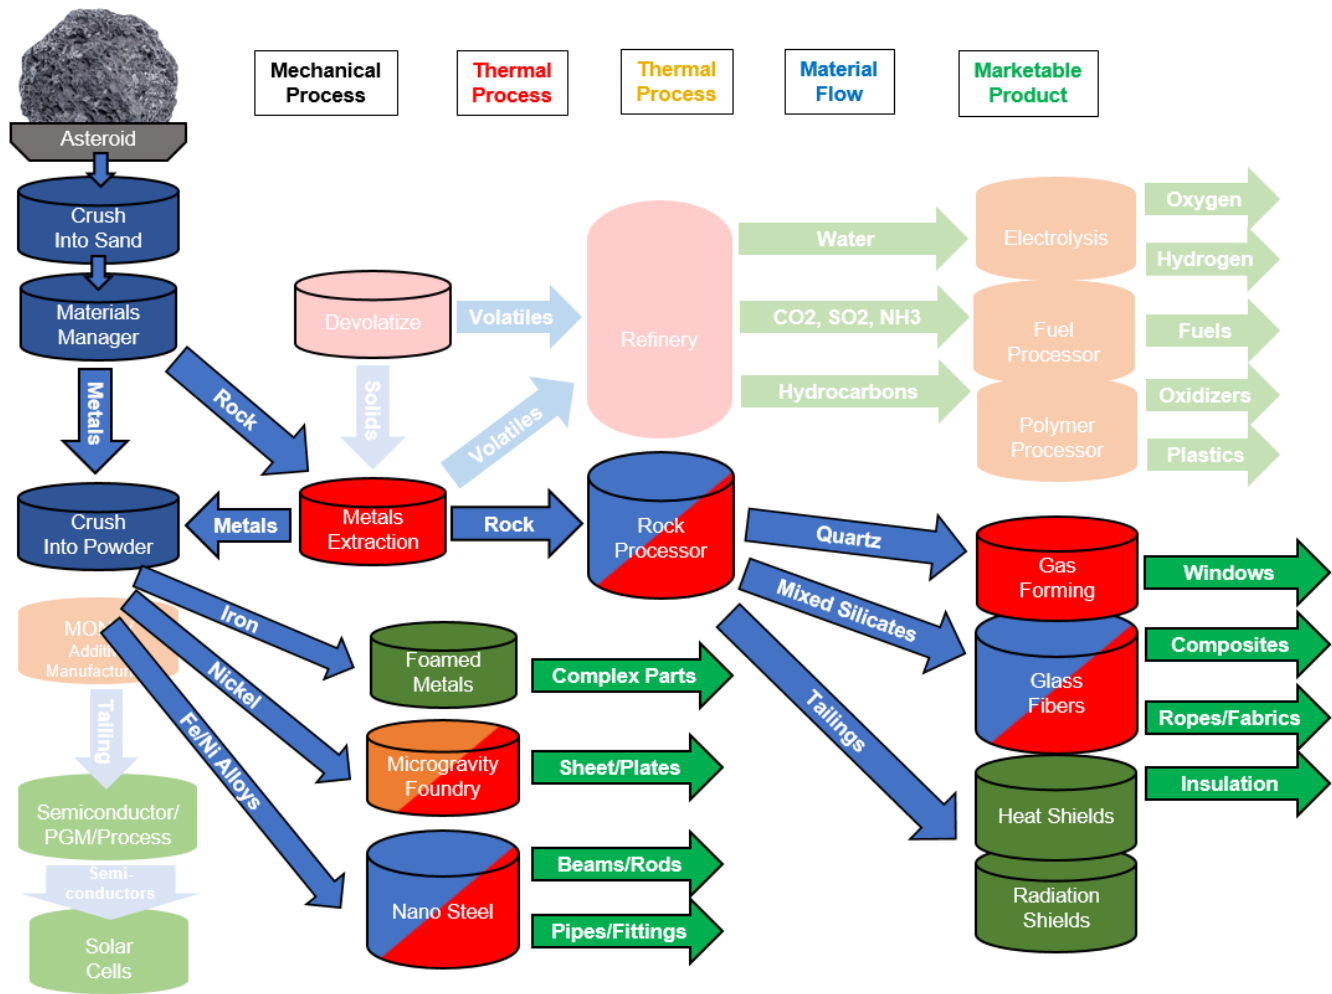 Mechanical
Process
Thermal
Process
Thermal
Process
Material
Flow
Marketable
Product
Asteroid
Crush
Into Sand
Materials
Manager
Metals
Rock
Devolatize
Volatiles
Solids
Volatiles
Refinery
Water
CO2, SO2, NH3
Hydrocarbons
Electrolysis
Fuel
Processor
Polymer
Processor
Oxygen
Hydrogen
Fuels
Oxidizers
Plastics
Crush
Into Powder
Metals
Metals
Extraction
Rock
Rock
Processor
Quartz
Mixed Silicates
Tailings
Gas
Forming
Glass
Fibers
Heat Shields
Radiation
Shields
Windows
Composites
Ropes/Fabrics
Insulation
Iron
Nickel
Fe/Ni Alloys
Foamed
Metals
Complex Parts
Microgravity
Foundry
Sheet/Plates
Nano Steel
Beams/Rods
Pipes/Fittings
Manufactur
Tailing
Semiconductor/
PGM/Process
Semi-
conductors
Solar
Cells